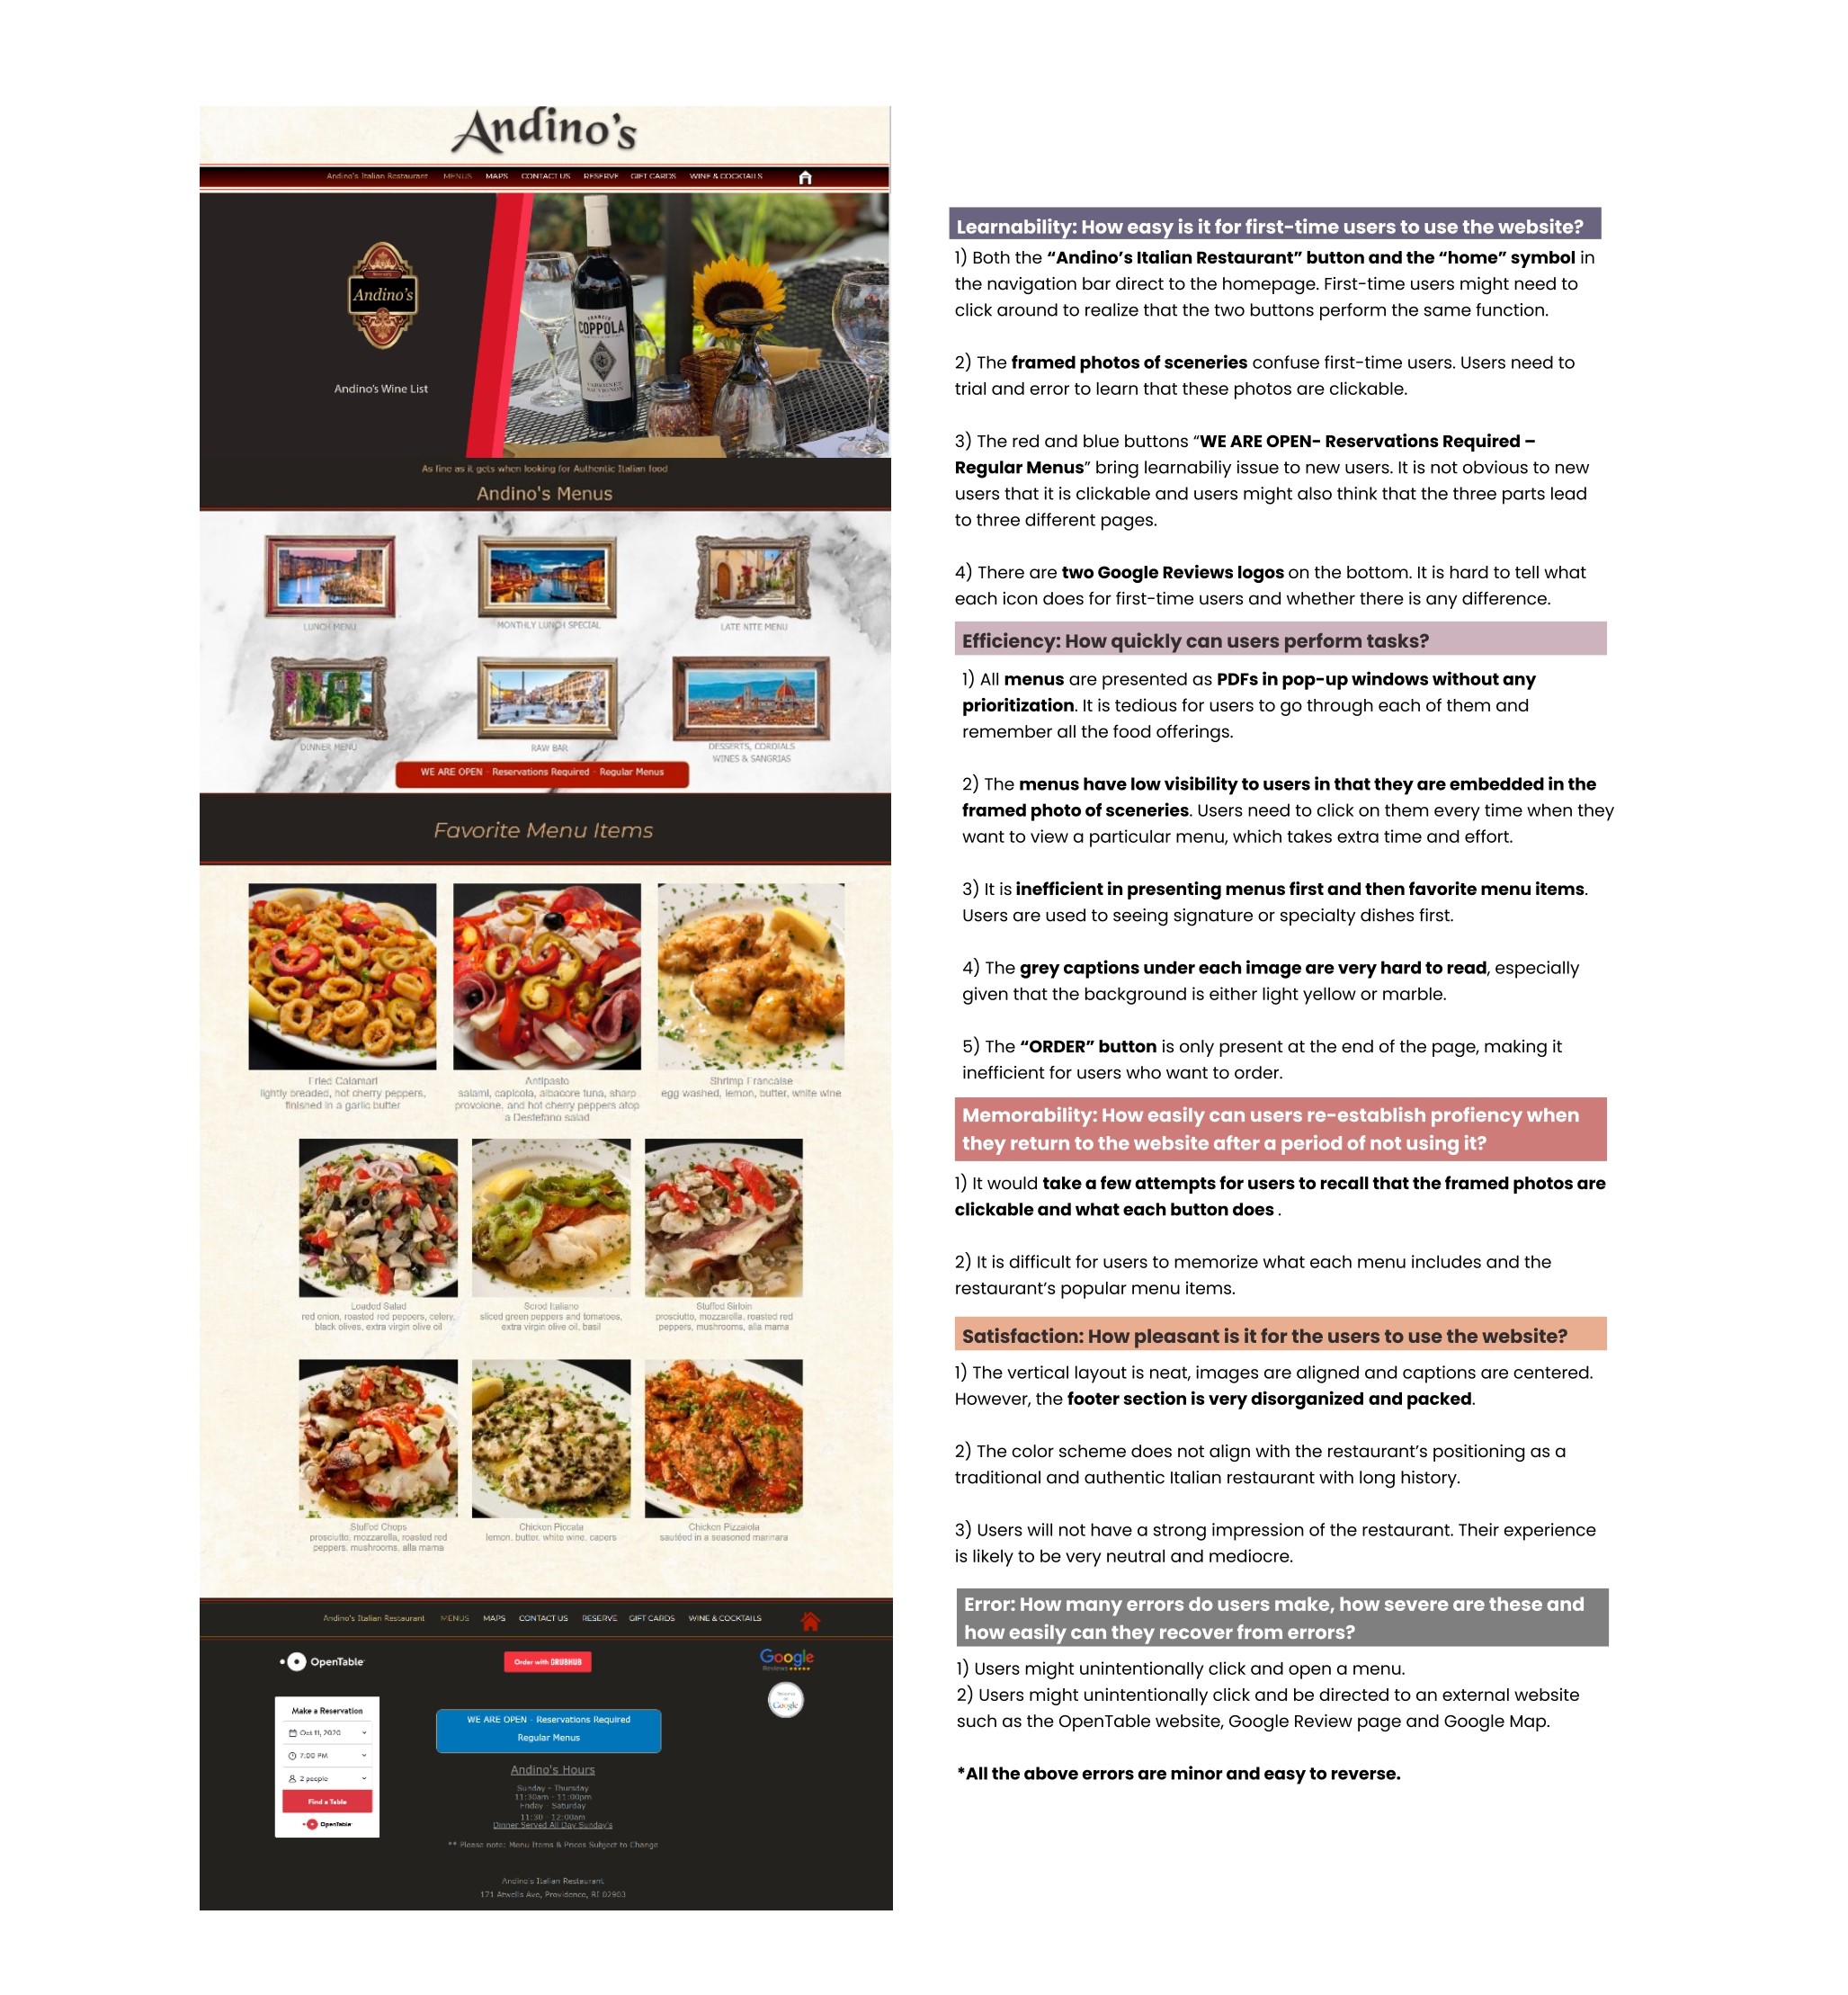 Andino's
Andino's Italian Restaurant MENUS MAPS CONTACT US RESERVE GIFT CARDS WINE & COCKTAILS
Andino's
Andino's Wine List
FRANCIS
COPPOLA
As fine as it gets when looking for Authentic Italian food
Andino's Menus
LUNCH MENU
MONTHLY LUNCH SPECIAL
LATE NITE MENU
DINNER MENU
RAW BAR
DESSERTS, CORDIALS
WINES & SANGRIAS
WE ARE OPEN - Reservations Required - Regular Menus
Favorite Menu Items
Fried Calamari
lightly breaded, hot cherry peppers,
finished in a garlic butter
Antipasto
salami, capicola, albacore tuna, sharp
provolone, and hot cherry peppers atop
a Destefano salad
Shrimp Francaise
egg washed, lemon, butter, white wine
Loaded Salad
red onion, roasted red peppers, celery,
black olives, extra virgin olive oil
Scrod Italiano
sliced green peppers and tomatoes,
extra virgin olive oil, basil
Stuffed Sirloin
prosciutto, mozzarella, roasted red
peppers, mushrooms, alla mama
Stuffed Chops
prosciutto, mozzarella, roasted red
peppers, mushrooms, alla mama
Chicken Piccata
lemon, butter, white wine, capers
Chicken Pizzaiola
sautéed in a seasoned marinara
Andino's Italian Restaurant MENUS MAPS CONTACT US RESERVE GIFT CARDS WINE & COCKTAILS
OpenTable
Order with GRUBHUB
Google
Reviews
Google
Make a Reservation
Oct 11, 2020
7:00 PM
2 people
Find a Table
OpenTable
WE ARE OPEN - Reservations Required
Regular Menus
Andino's Hours
Sunday - Thursday
11:30am - 11:00pm
Friday - Saturday
11:30 - 12:00am
Dinner Served All Day Sunday's
** Please note: Menu Items & Prices Subject to Change
Andino's Italian Restaurant
171 Atwells Ave, Providence, RI 02903
Learnability: How easy is it for first-time users to use the website?
1) Both the “Andino’s Italian Restaurant” button and the “home” symbol in
the navigation bar direct to the homepage. First-time users might need to
click around to realize that the two buttons perform the same function.
2) The framed photos of sceneries confuse first-time users. Users need to
trial and error to learn that these photos are clickable.
3) The red and blue buttons “WE ARE OPEN- Reservations Required –
Regular Menus” bring learnabiliy issue to new users. It is not obvious to new
users that it is clickable and users might also think that the three parts lead
to three different pages.
4) There are two Google Reviews logos on the bottom. It is hard to tell what
each icon does for first-time users and whether there is any difference.
Efficiency: How quickly can users perform tasks?
1) All menus are presented as PDFs in pop-up windows without any
prioritization. It is tedious for users to go through each of them and
remember all the food offerings.
2) The menus have low visibility to users in that they are embedded in the
framed photo of sceneries. Users need to click on them every time when they
want to view a particular menu, which takes extra time and effort.
3) It is inefficient in presenting menus first and then favorite menu items.
Users are used to seeing signature or specialty dishes first.
4) The grey captions under each image are very hard to read, especially
given that the background is either light yellow or marble.
5) The “ORDER” button is only present at the end of the page, making it
inefficient for users who want to order.
Memorability: How easily can users re-establish profiency when
they return to the website after a period of not using it?
1) It would take a few attempts for users to recall that the framed photos are
clickable and what each button does .
2) It is difficult for users to memorize what each menu includes and the
restaurant’s popular menu items.
Satisfaction: How pleasant is it for the users to use the website?
1) The vertical layout is neat, images are aligned and captions are centered.
However, the footer section is very disorganized and packed.
2) The color scheme does not align with the restaurant’s positioning as a
traditional and authentic Italian restaurant with long history.
3) Users will not have a strong impression of the restaurant. Their experience
is likely to be very neutral and mediocre.
Error: How many errors do users make, how severe are these and
how easily can they recover from errors?
1) Users might unintentionally click and open a menu.
2) Users might unintentionally click and be directed to an external website
such as the OpenTable website, Google Review page and Google Map.
*All the above errors are minor and easy to reverse.